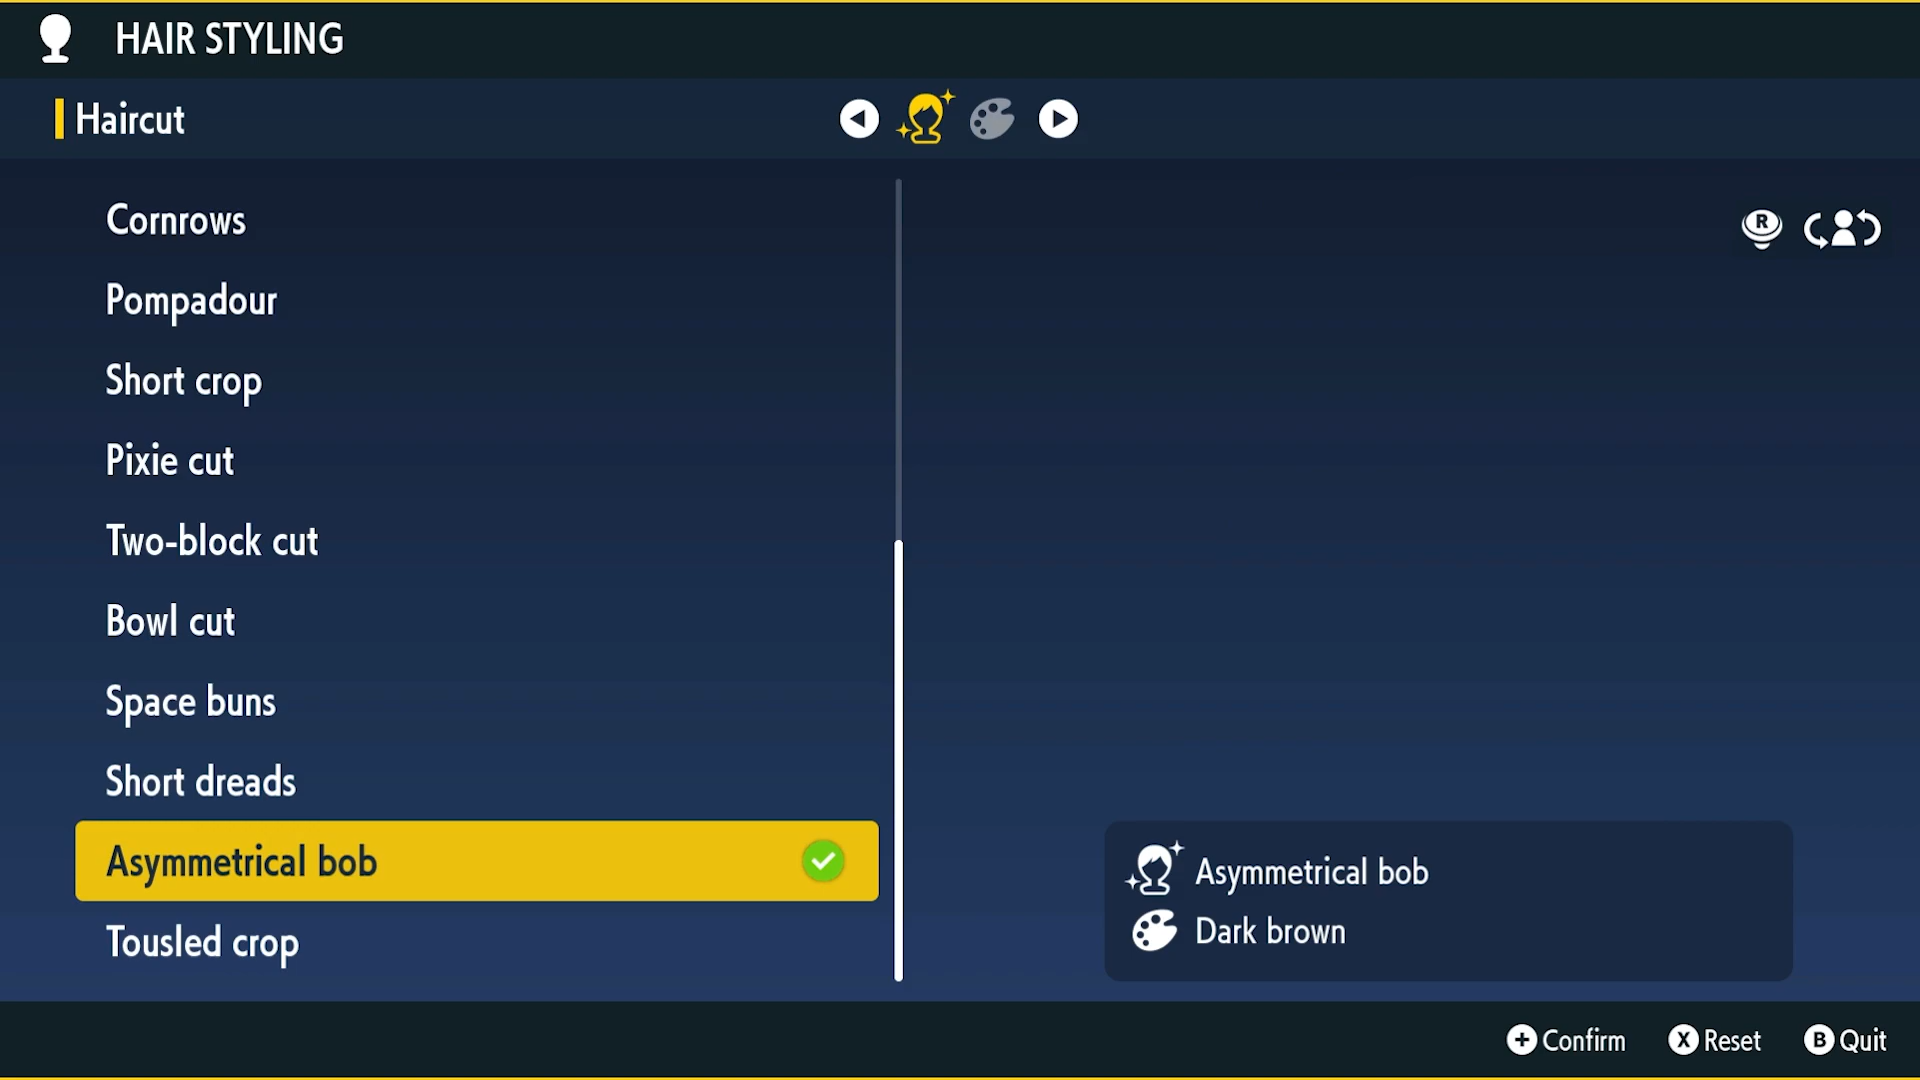 HAIR STYLING
Haircut
Cornrows
R
Pompadour
Short crop
Pixie cut
Two-block cut
Bowl cut
Space buns
Short dreads
Asymmetrical bob
Tousled crop
Asymmetrical bob
Dark brown
+ Confirm X Reset B Quit